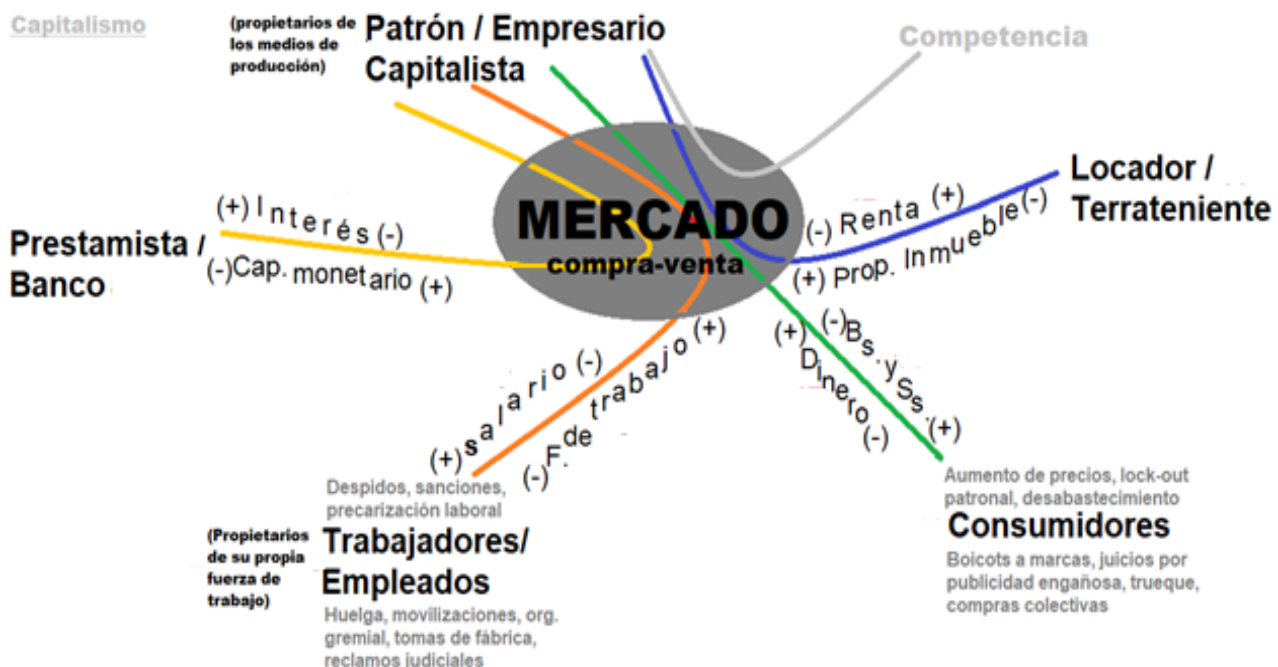 Capitalismo
(propietarios de
los medios de
producción)
Patrón / Empresario
Capitalista
Competencia
MERCADO
compra-venta
Locador /
Terrateniente
(-) Renta (+)
(+) Prop. Inmueble(-)
Prestamista /
Banco
(+) Interés (-)
(-)Cap. monetario (+)
(+) salario (-)
(-) F. de trabajo (+)
(-)Bs. y Ss. (+)
(+) Dinero (-)
Despidos, sanciones,
precarización laboral
(Propietarios
de su propia
fuerza de
trabajo)
Trabajadores/
Empleados
Huelga, movilizaciones, org.
gremial, tomas de fábrica,
reclamos judiciales
Aumento de precios, lock-out
patronal, desabastecimiento
Consumidores
Boicots a marcas, juicios por
publicidad engañosa, trueque,
compras colectivas